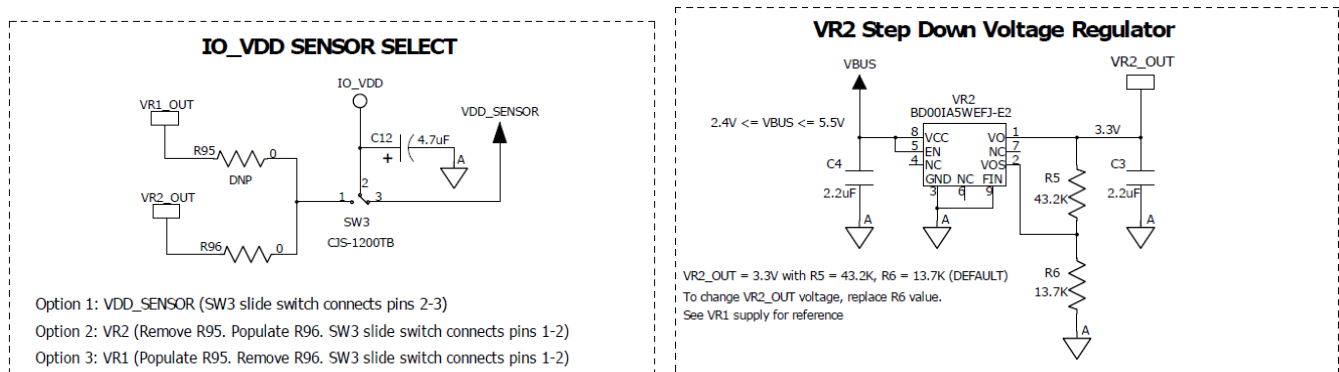 IO_VDD SENSOR SELECT
IO_VDD
VR1_OUT
VDD_SENSOR
C12
4.7uF
+
A
R95
0
DNP
VR2_OUT
2
1
3
SW3
CJS-1200TB
R96
0
Option 1: VDD_SENSOR (SW3 slide switch connects pins 2-3)
Option 2: VR2 (Remove R95. Populate R96. SW3 slide switch connects pins 1-2)
Option 3: VR1 (Populate R95. Remove R96. SW3 slide switch connects pins 1-2)
VR2 Step Down Voltage Regulator
VBUS
VR2_OUT
VR2
BD00IA5WEFJ-E2
2.4V <= VBUS <= 5.5V
8 VCC VO 1
3.3V
5 EN NC 7
4 NC VOS 2
GND NC FIN
3 6 9
C4
2.2uF
A
A
R5
43.2K
C3
2.2uF
A
R6
13.7K
A
VR2_OUT = 3.3V with R5 = 43.2K, R6 = 13.7K (DEFAULT)
To change VR2_OUT voltage, replace R6 value.
See VR1 supply for reference